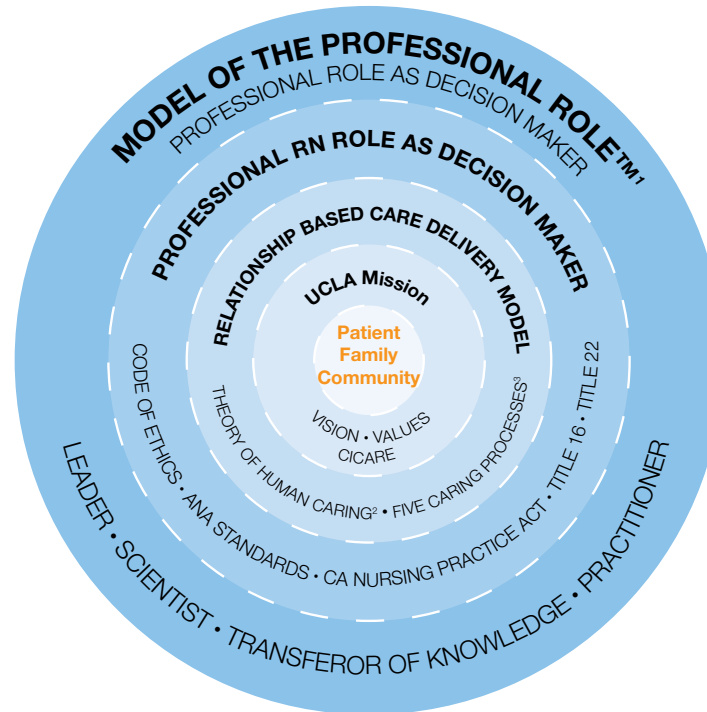 MODEL OF THE PROFESSIONAL ROLE™¹
PROFESSIONAL ROLE AS DECISION MAKER
PROFESSIONAL RN ROLE AS DECISION MAKER
RELATIONSHIP BASED CARE DELIVERY MODEL
UCLA Mission
Patient
Family
Community
VISION • VALUES
CICARE
THEORY OF HUMAN CARING² • FIVE CARING PROCESSES³
CODE OF ETHICS • ANA STANDARDS • CA NURSING PRACTICE ACT • TITLE 16 • TITLE 22
LEADER • SCIENTIST • TRANSFEROR OF KNOWLEDGE • PRACTITIONER